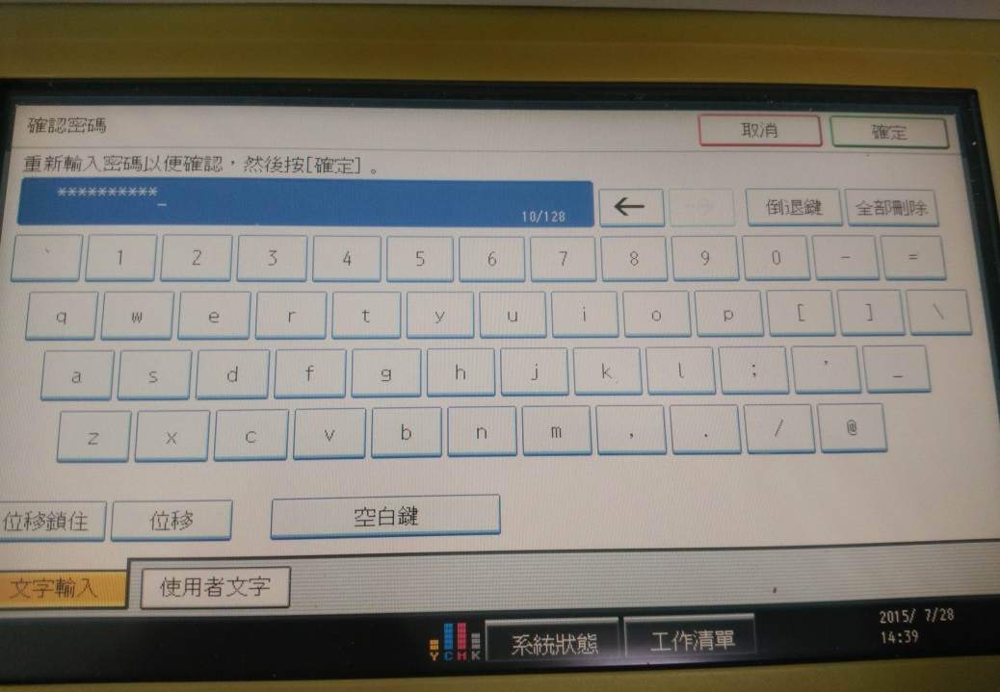 確認密碼 取消 確定
重新輸入密碼以便確認，然後按[確定]。
**********_ 10/128 ← → 倒退鍵 全部刪除
` 1 2 3 4 5 6 7 8 9 0 - =
q w e r t y u i o p [ ] \
a s d f g h j k l ; ' _
z x c v b n m , . / @
位移鎖住 位移 空白鍵
文字輸入 使用者文字
Y C M K 系統狀態 工作清單 2015/ 7/28
14:39